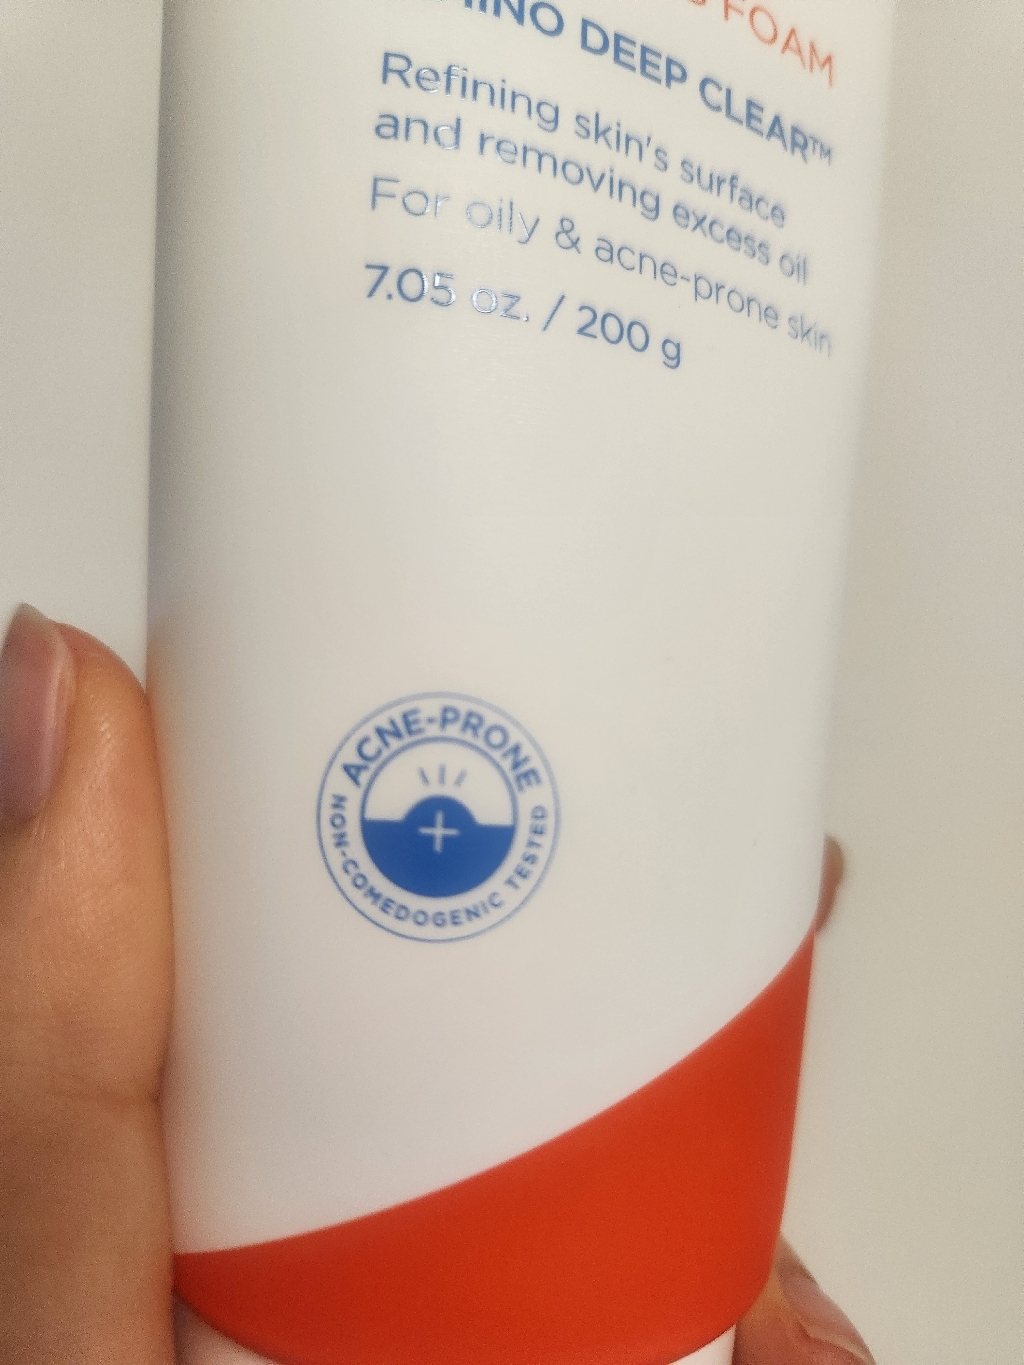 FOAM
DEEP CLEAR™
Refining skin's surface
and removing excess oil
For oily & acne-prone skin
7.05 oz. / 200 g
ACNE-PRONE
NON-COMEDOGENIC TESTED